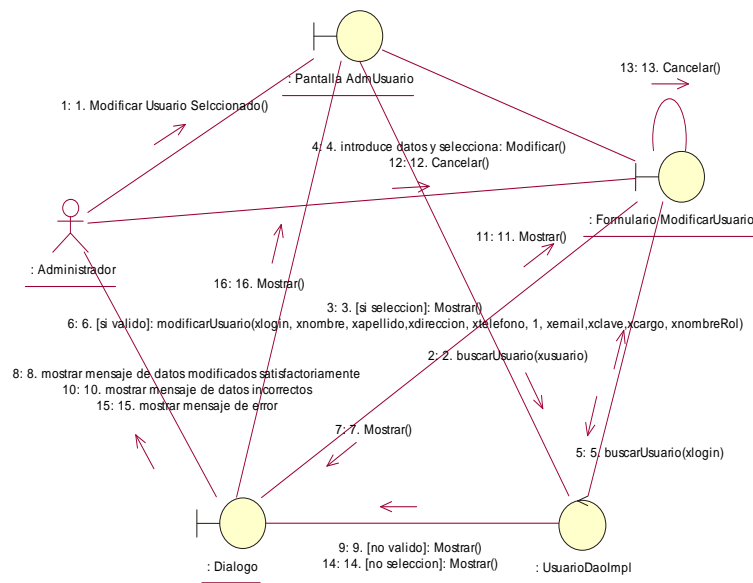 13: 13. Cancelar()
: Pantalla AdmUsuario
1: 1. Modificar Usuario Selccionado()
4: 4. introduce datos y selecciona: Modificar()
12: 12. Cancelar()
: Formulario ModificarUsuario
11: 11. Mostrar()
: Administrador
16: 16. Mostrar()
3: 3. [si seleccion]: Mostrar()
6: 6. [si valido]: modificarUsuario(xlogin, xnombre, xapellido,xdireccion, xtelefono, 1, xemail,xclave,xcargo, xnombreRol)
2: 2. buscarUsuario(xusuario)
8: 8. mostrar mensaje de datos modificados satisfactoriamente
10: 10. mostrar mensaje de datos incorrectos
15: 15. mostrar mensaje de error
7: 7. Mostrar()
5: 5. buscarUsuario(xlogin)
9: 9. [no valido]: Mostrar()
14: 14. [no seleccion]: Mostrar()
: Dialogo
: UsuarioDaoImpl